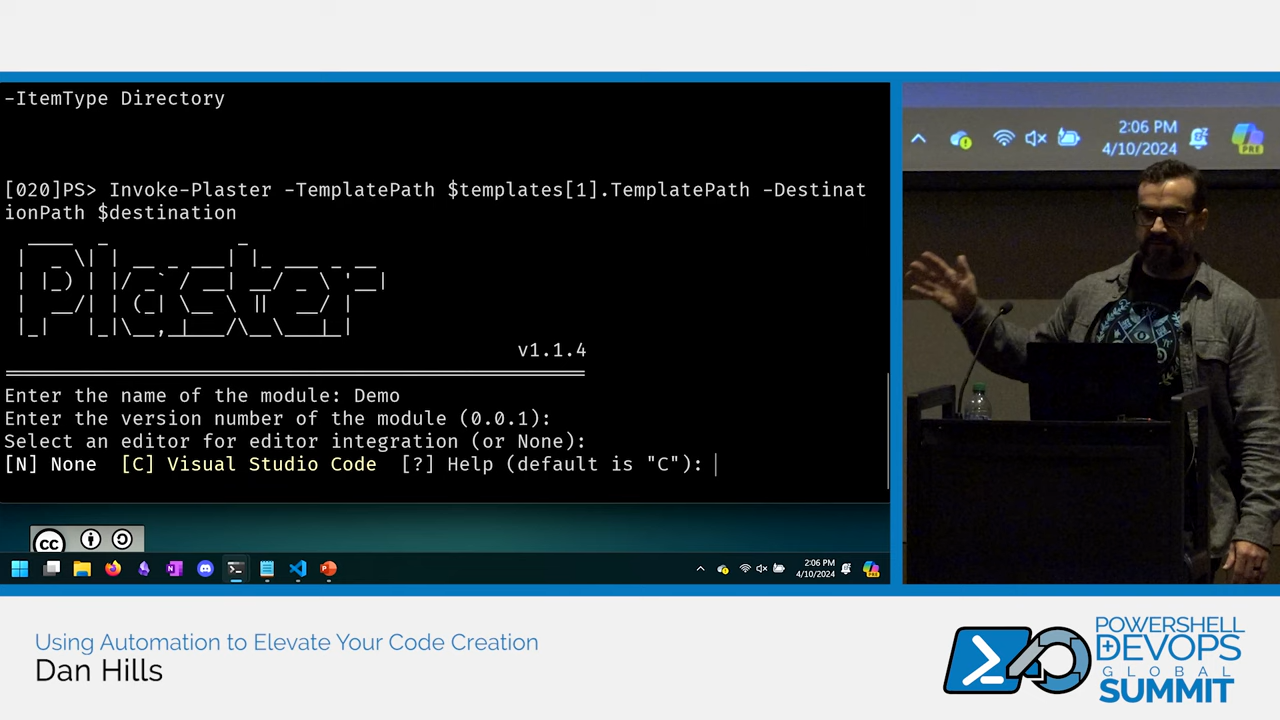 -ItemType Directory
[020]PS> Invoke-Plaster -TemplatePath $templates[1].TemplatePath -Destinat
ionPath $destination
Plaster
v1.1.4
Enter the name of the module: Demo
Enter the version number of the module (0.0.1):
Select an editor for editor integration (or None):
[N] None  [C] Visual Studio Code  [?] Help (default is "C"):
cc
2:06 PM
4/10/2024
2:06 PM
4/10/2024
PRE
Using Automation to Elevate Your Code Creation
Dan Hills
POWERSHELL
DEVOPS
GLOBAL
SUMMIT